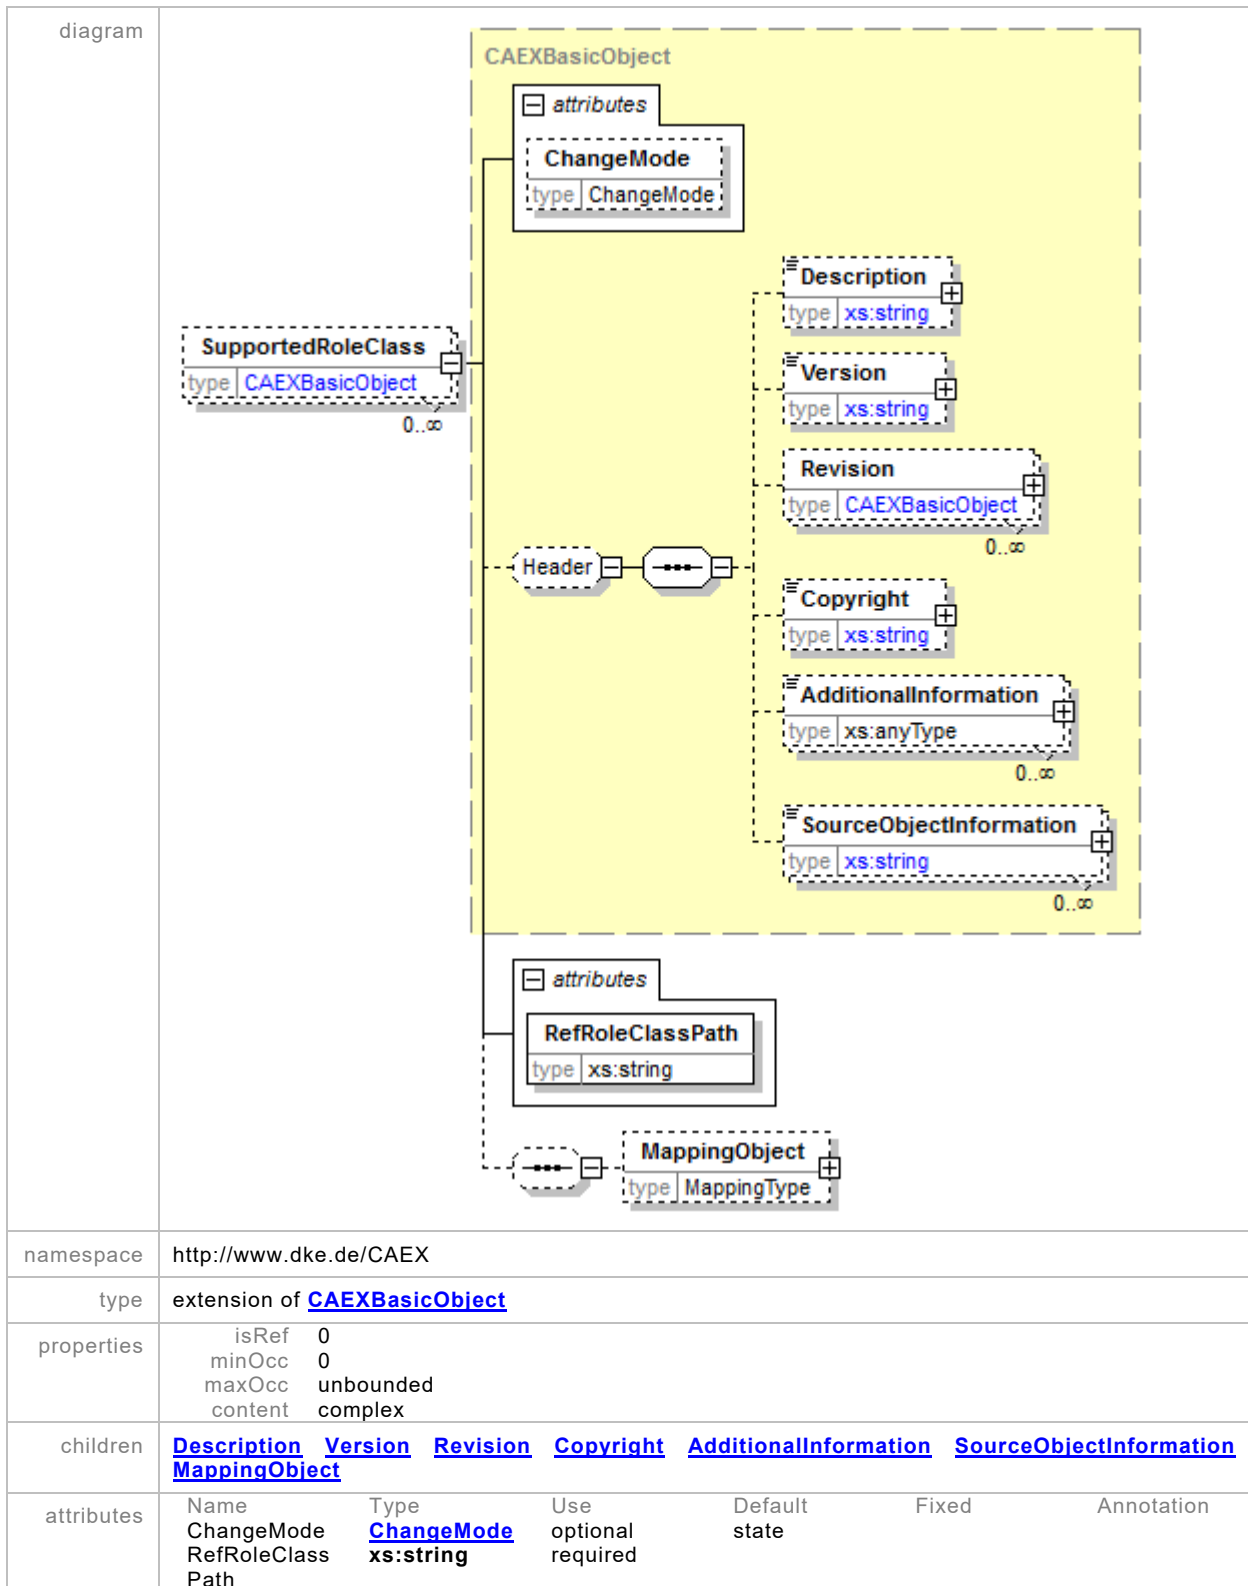 diagram
CAEXBasicObject
attributes
ChangeMode
type ChangeMode
Description
type xs:string
SupportedRoleClass
type CAEXBasicObject
0..∞
Version
type xs:string
Revision
type CAEXBasicObject
0..∞
Header
Copyright
type xs:string
AdditionalInformation
type xs:anyType
0..∞
SourceObjectInformation
type xs:string
0..∞
attributes
RefRoleClassPath
type xs:string
MappingObject
type MappingType
namespace http://www.dke.de/CAEX
type extension of CAEXBasicObject
properties isRef 0
minOcc 0
maxOcc unbounded
content complex
children Description Version Revision Copyright AdditionalInformation SourceObjectInformation
MappingObject
attributes Name Type Use Default Fixed Annotation
ChangeMode ChangeMode optional state
RefRoleClass xs:string required
Path